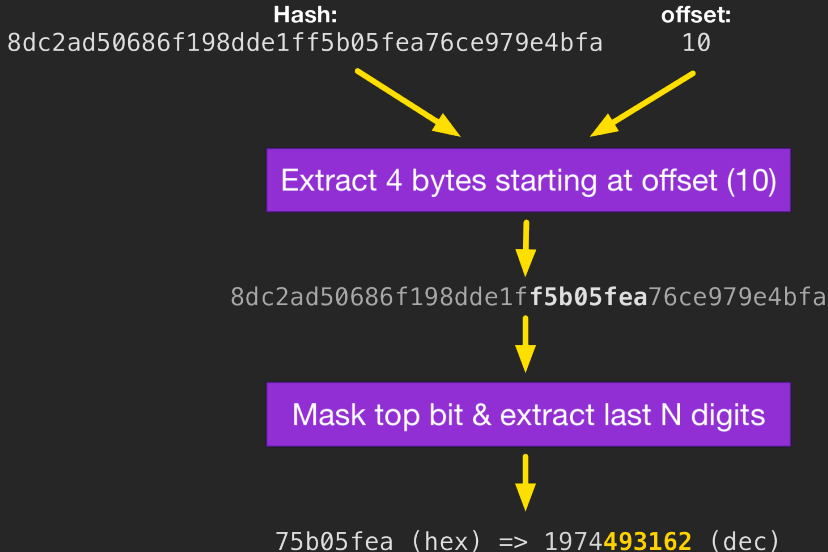 Hash: offset:
8dc2ad50686f198dde1ff5b05fea76ce979e4bfa 10
Extract 4 bytes starting at offset (10)
8dc2ad50686f198dde1ff5b05fea76ce979e4bfa
Mask top bit & extract last N digits
75b05fea (hex) => 1974493162 (dec)